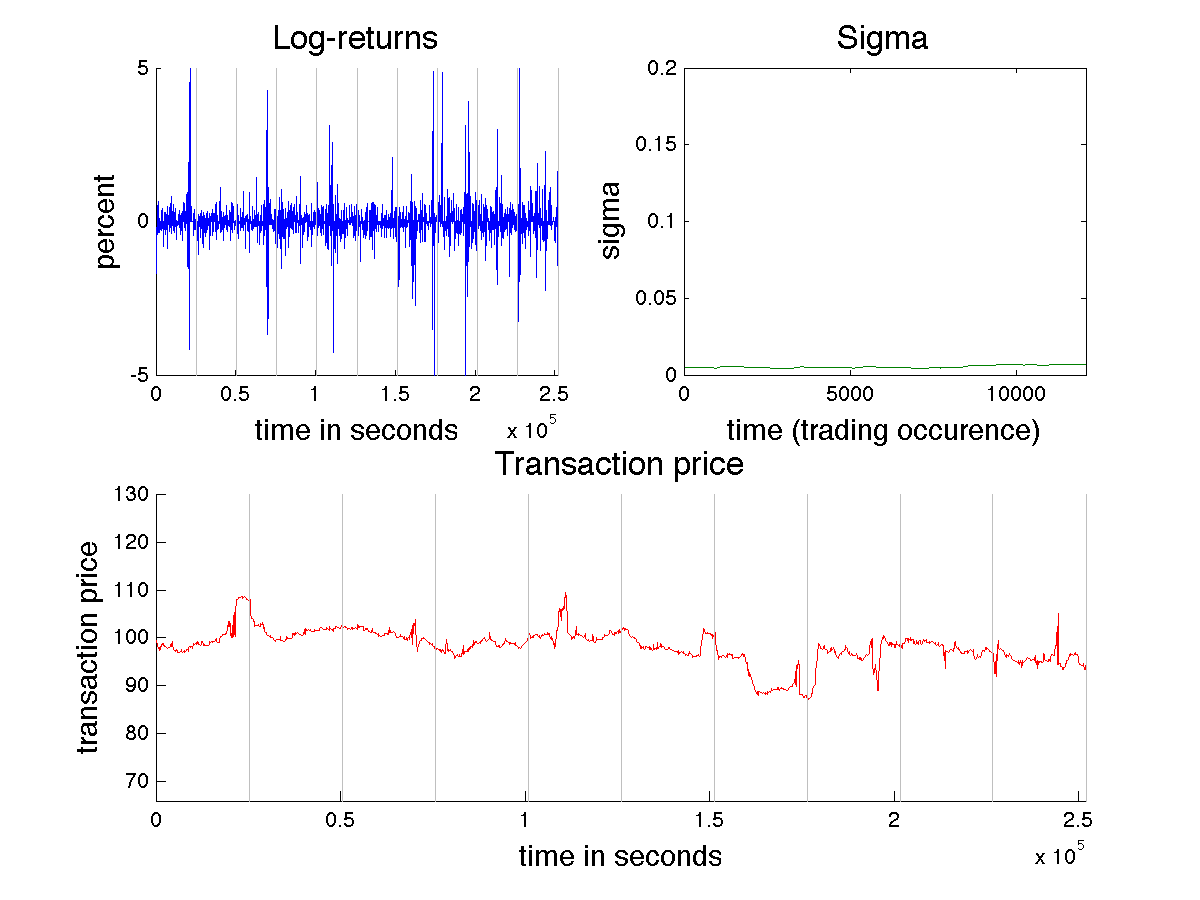 Log-returns
5
0
-5
percent
0
0.5
1
1.5
2
2.5
time in seconds
x 10^5
Sigma
0.2
0.15
0.1
0.05
0
sigma
0
5000
10000
time (trading occurence)
Transaction price
130
120
110
100
90
80
70
transaction price
0
0.5
1
1.5
2
2.5
time in seconds
x 10^5